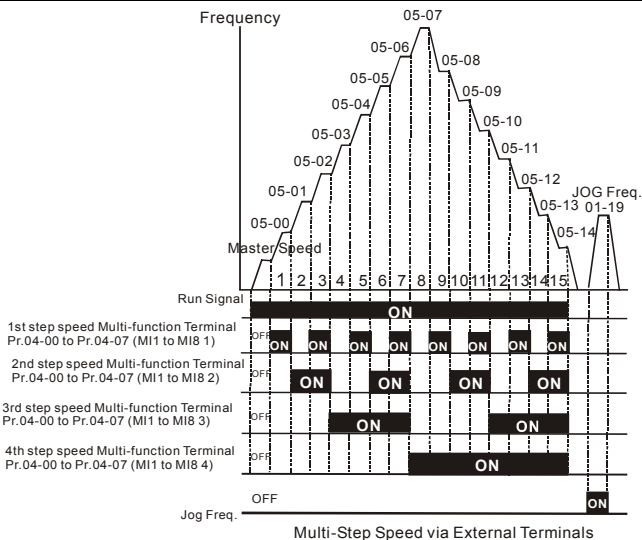 Frequency
05-07
05-06
05-08
05-05
05-09
05-04
05-10
05-03
05-11
05-02
05-12
JOG Freq.
05-01
05-13 01-19
05-00
05-14
Master Speed
1 2 3 4 5 6 7 8 9 10 11 12 13 14 15
Run Signal
ON
1st step speed Multi-function Terminal
Pr.04-00 to Pr.04-07 (MI1 to MI8 1)
OFF
ON ON ON ON ON ON ON ON
2nd step speed Multi-function Terminal
Pr.04-00 to Pr.04-07 (MI1 to MI8 2)
OFF
ON ON ON ON
3rd step speed Multi-function Terminal
Pr.04-00 to Pr.04-07 (MI1 to MI8 3)
OFF
ON ON
4th step speed Multi-function Terminal
Pr.04-00 to Pr.04-07 (MI1 to MI8 4)
OFF
ON
Jog Freq.
OFF
ON
Multi-Step Speed via External Terminals